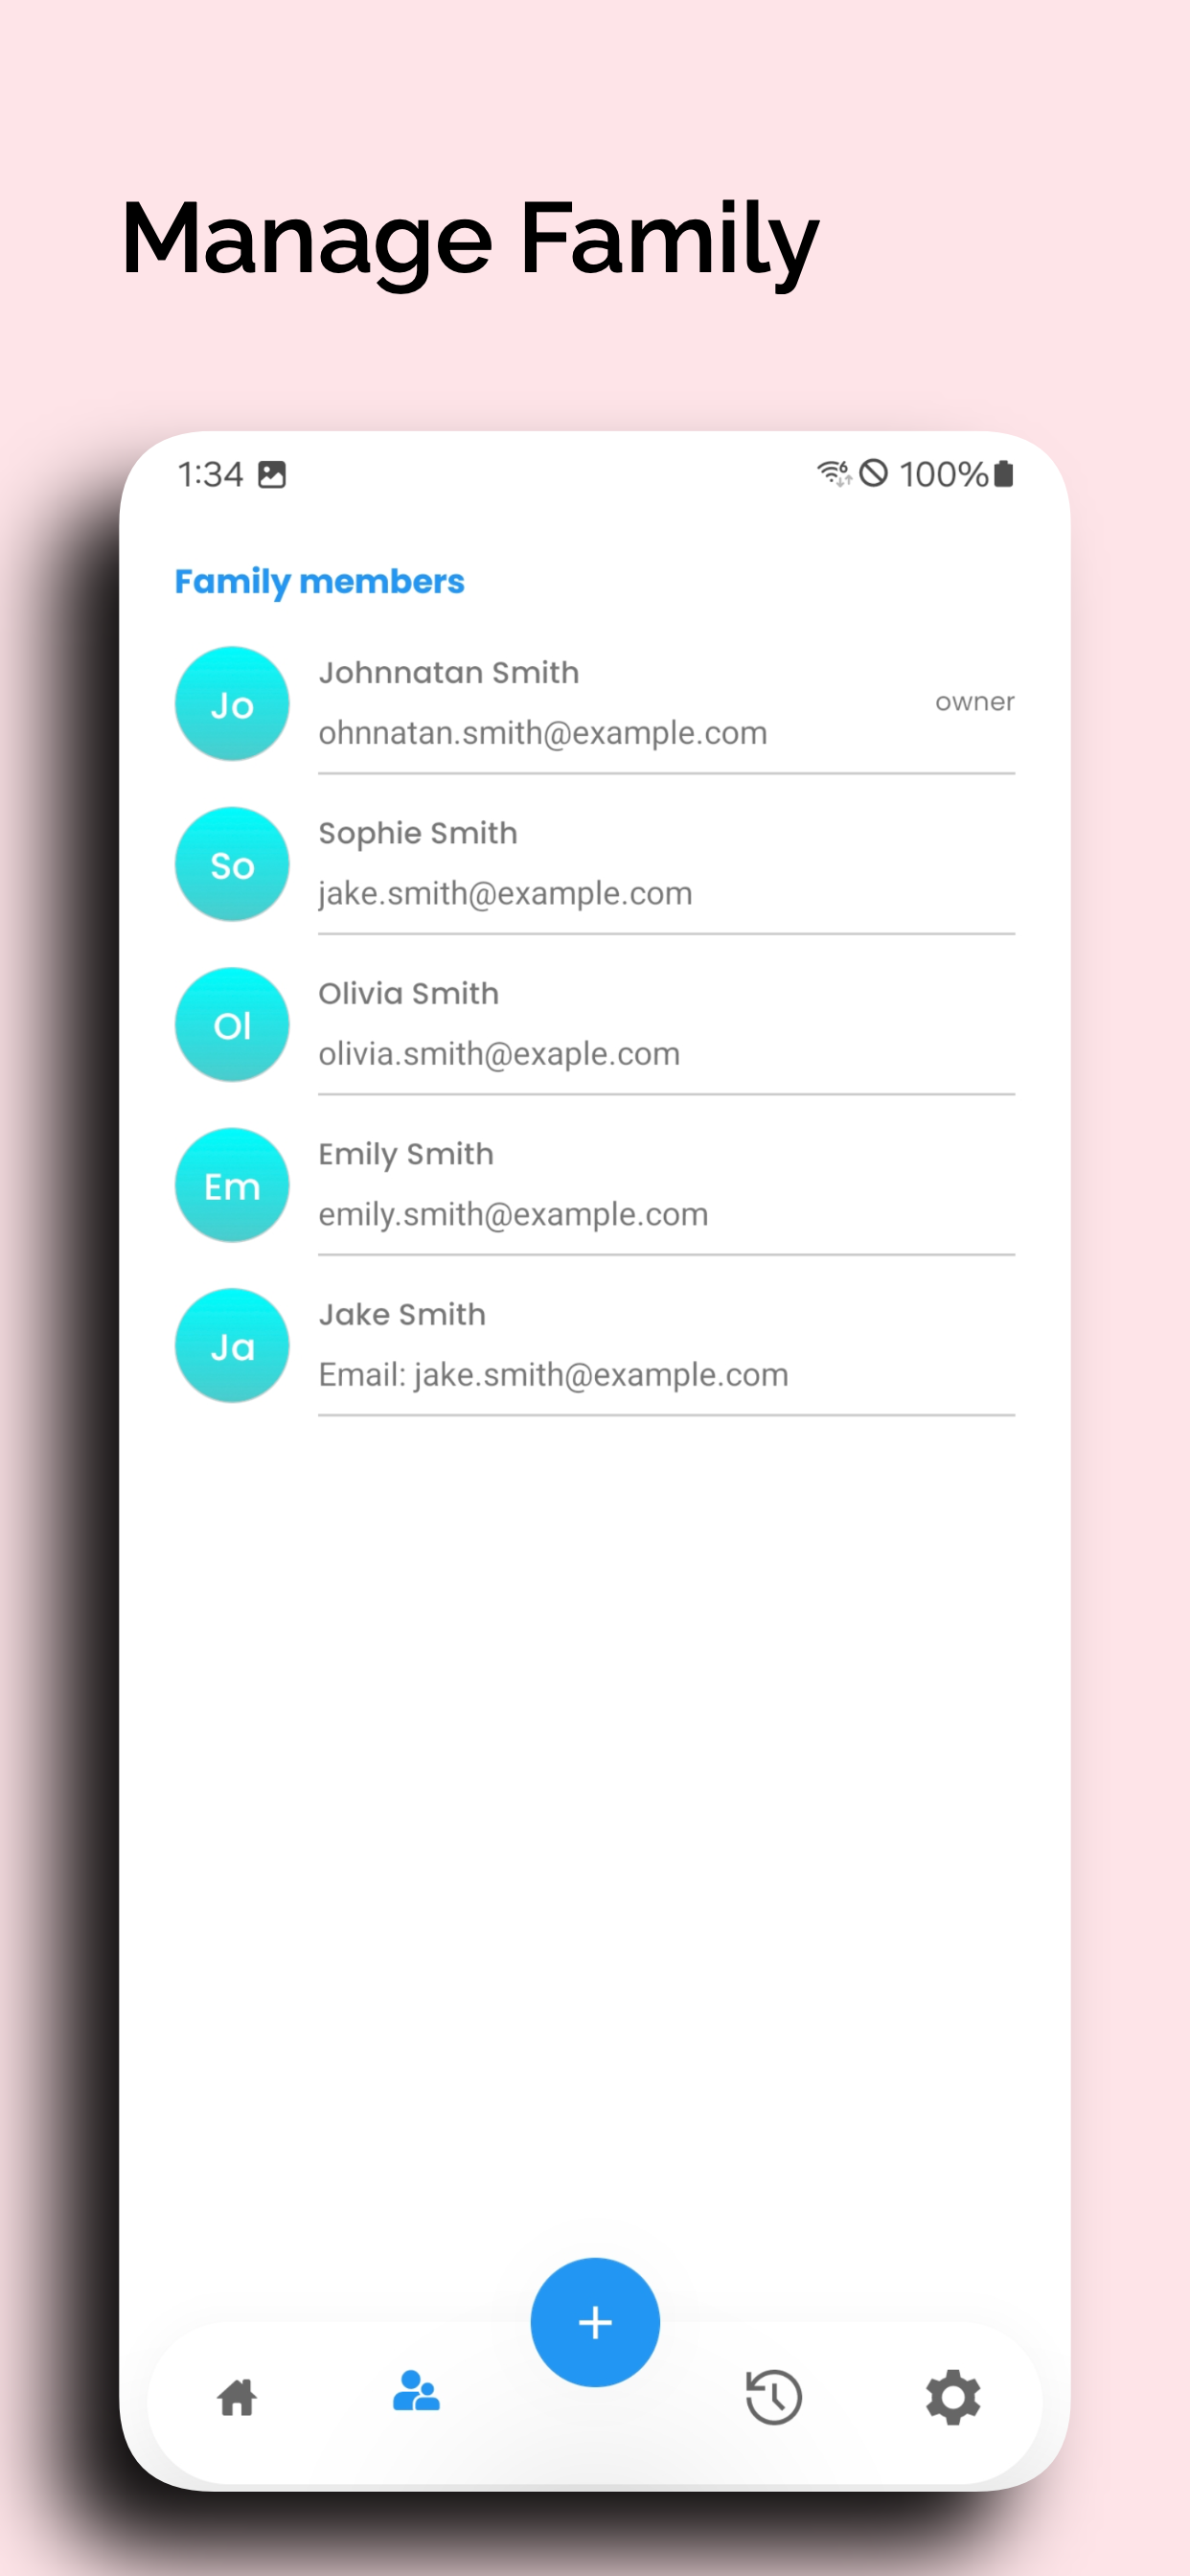 Manage Family
1:34
6 100%
Family members
Jo
Johnnatan Smith
ohnnatan.smith@example.com
owner
So
Sophie Smith
jake.smith@example.com
Ol
Olivia Smith
olivia.smith@exaple.com
Em
Emily Smith
emily.smith@example.com
Ja
Jake Smith
Email: jake.smith@example.com
+